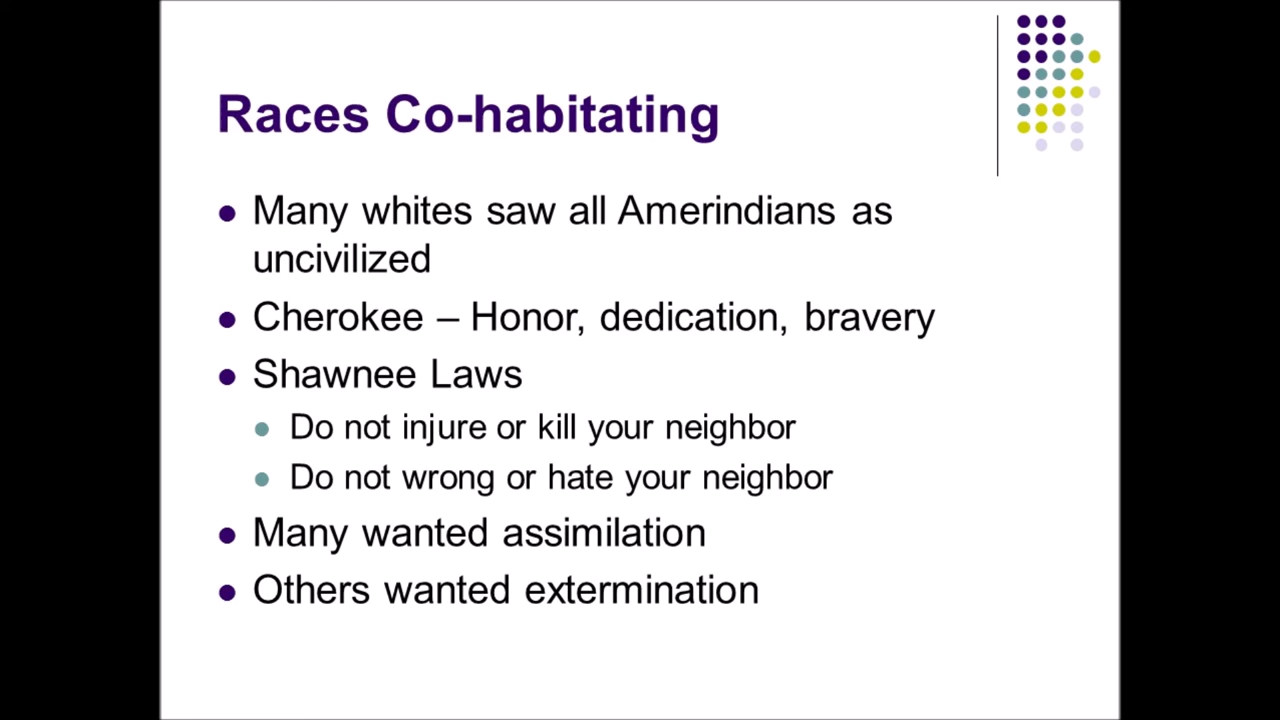 Races Co-habitating
Many whites saw all Amerindians as
uncivilized
Cherokee – Honor, dedication, bravery
Shawnee Laws
Do not injure or kill your neighbor
Do not wrong or hate your neighbor
Many wanted assimilation
Others wanted extermination